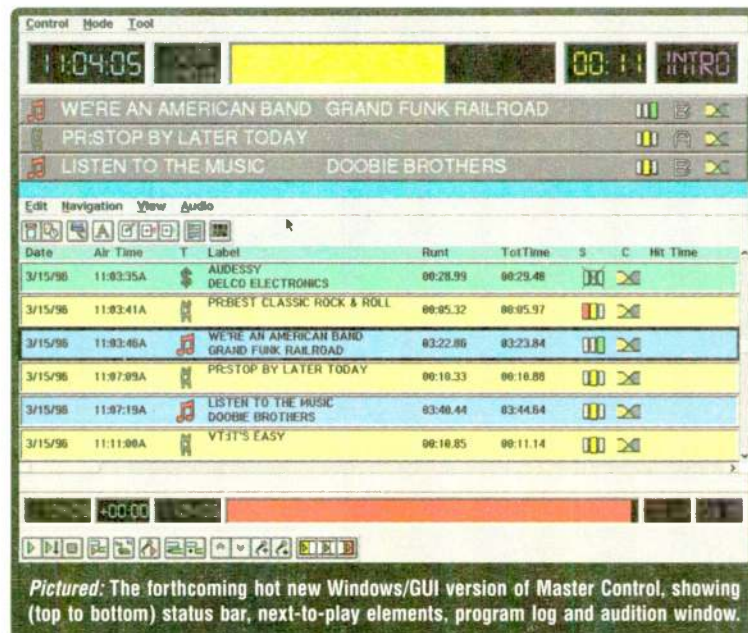 Control Mode Tool
11:04:05 00:11 INTRO
WE'RE AN AMERICAN BAND GRAND FUNK RAILROAD B
PR:STOP BY LATER TODAY A
LISTEN TO THE MUSIC DOOBIE BROTHERS B
Edit Navigation View Audio
A
Date Air Time T Label Runt TotTime S C Hit Time
3/15/96 11:03:35A $ AUDESSY
DELCO ELECTRONICS 00:28.99 00:29.48
3/15/96 11:03:41A PR:BEST CLASSIC ROCK & ROLL 00:05.32 00:05.97
3/15/96 11:03:46A WE'RE AN AMERICAN BAND
GRAND FUNK RAILROAD 03:22.86 03:23.84
3/15/96 11:07:09A PR:STOP BY LATER TODAY 00:10.33 00:10.88
3/15/96 11:07:19A LISTEN TO THE MUSIC
DOOBIE BROTHERS 03:40.44 03:44.64
3/15/96 11:11:00A VT:IT'S EASY 00:10.85 00:11.14
+00:00
Pictured: The forthcoming hot new Windows/GUI version of Master Control, showing
(top to bottom) status bar, next-to-play elements, program log and audition window.